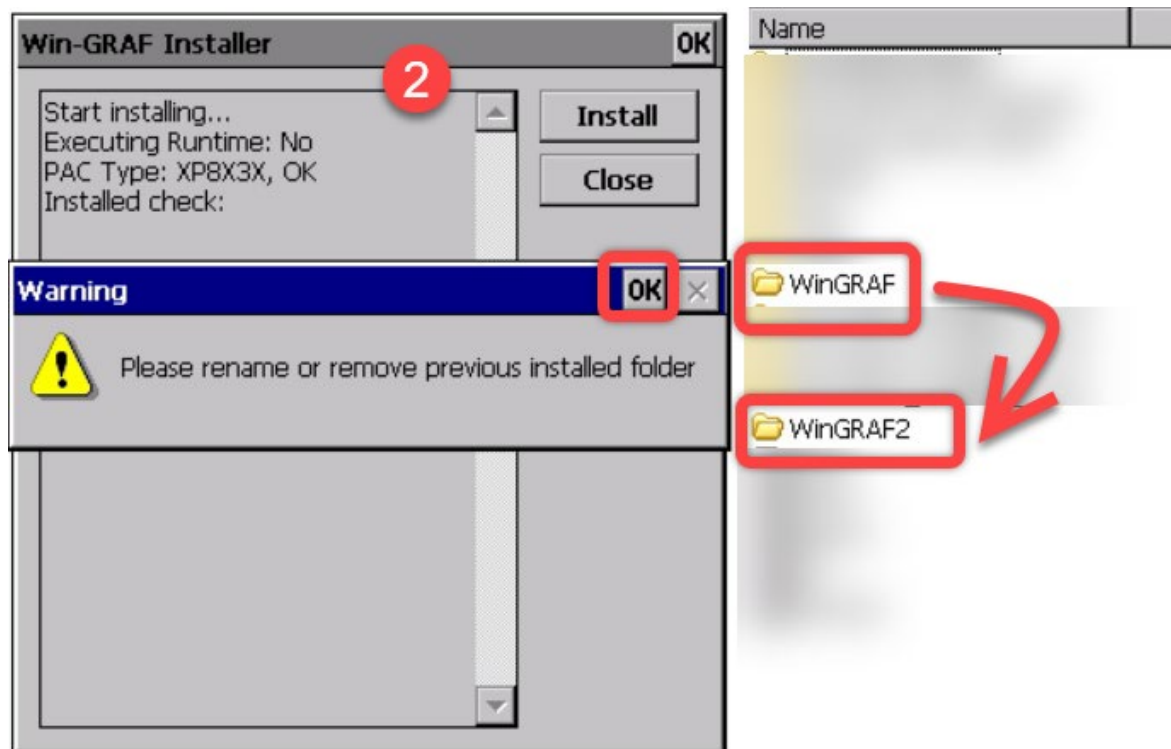 Win-GRAF Installer
OK
2
Start installing...
Executing Runtime: No
PAC Type: XP8X3X, OK
Installed check:
Install
Close
Warning
OK
Please rename or remove previous installed folder
Name
WinGRAF
WinGRAF2